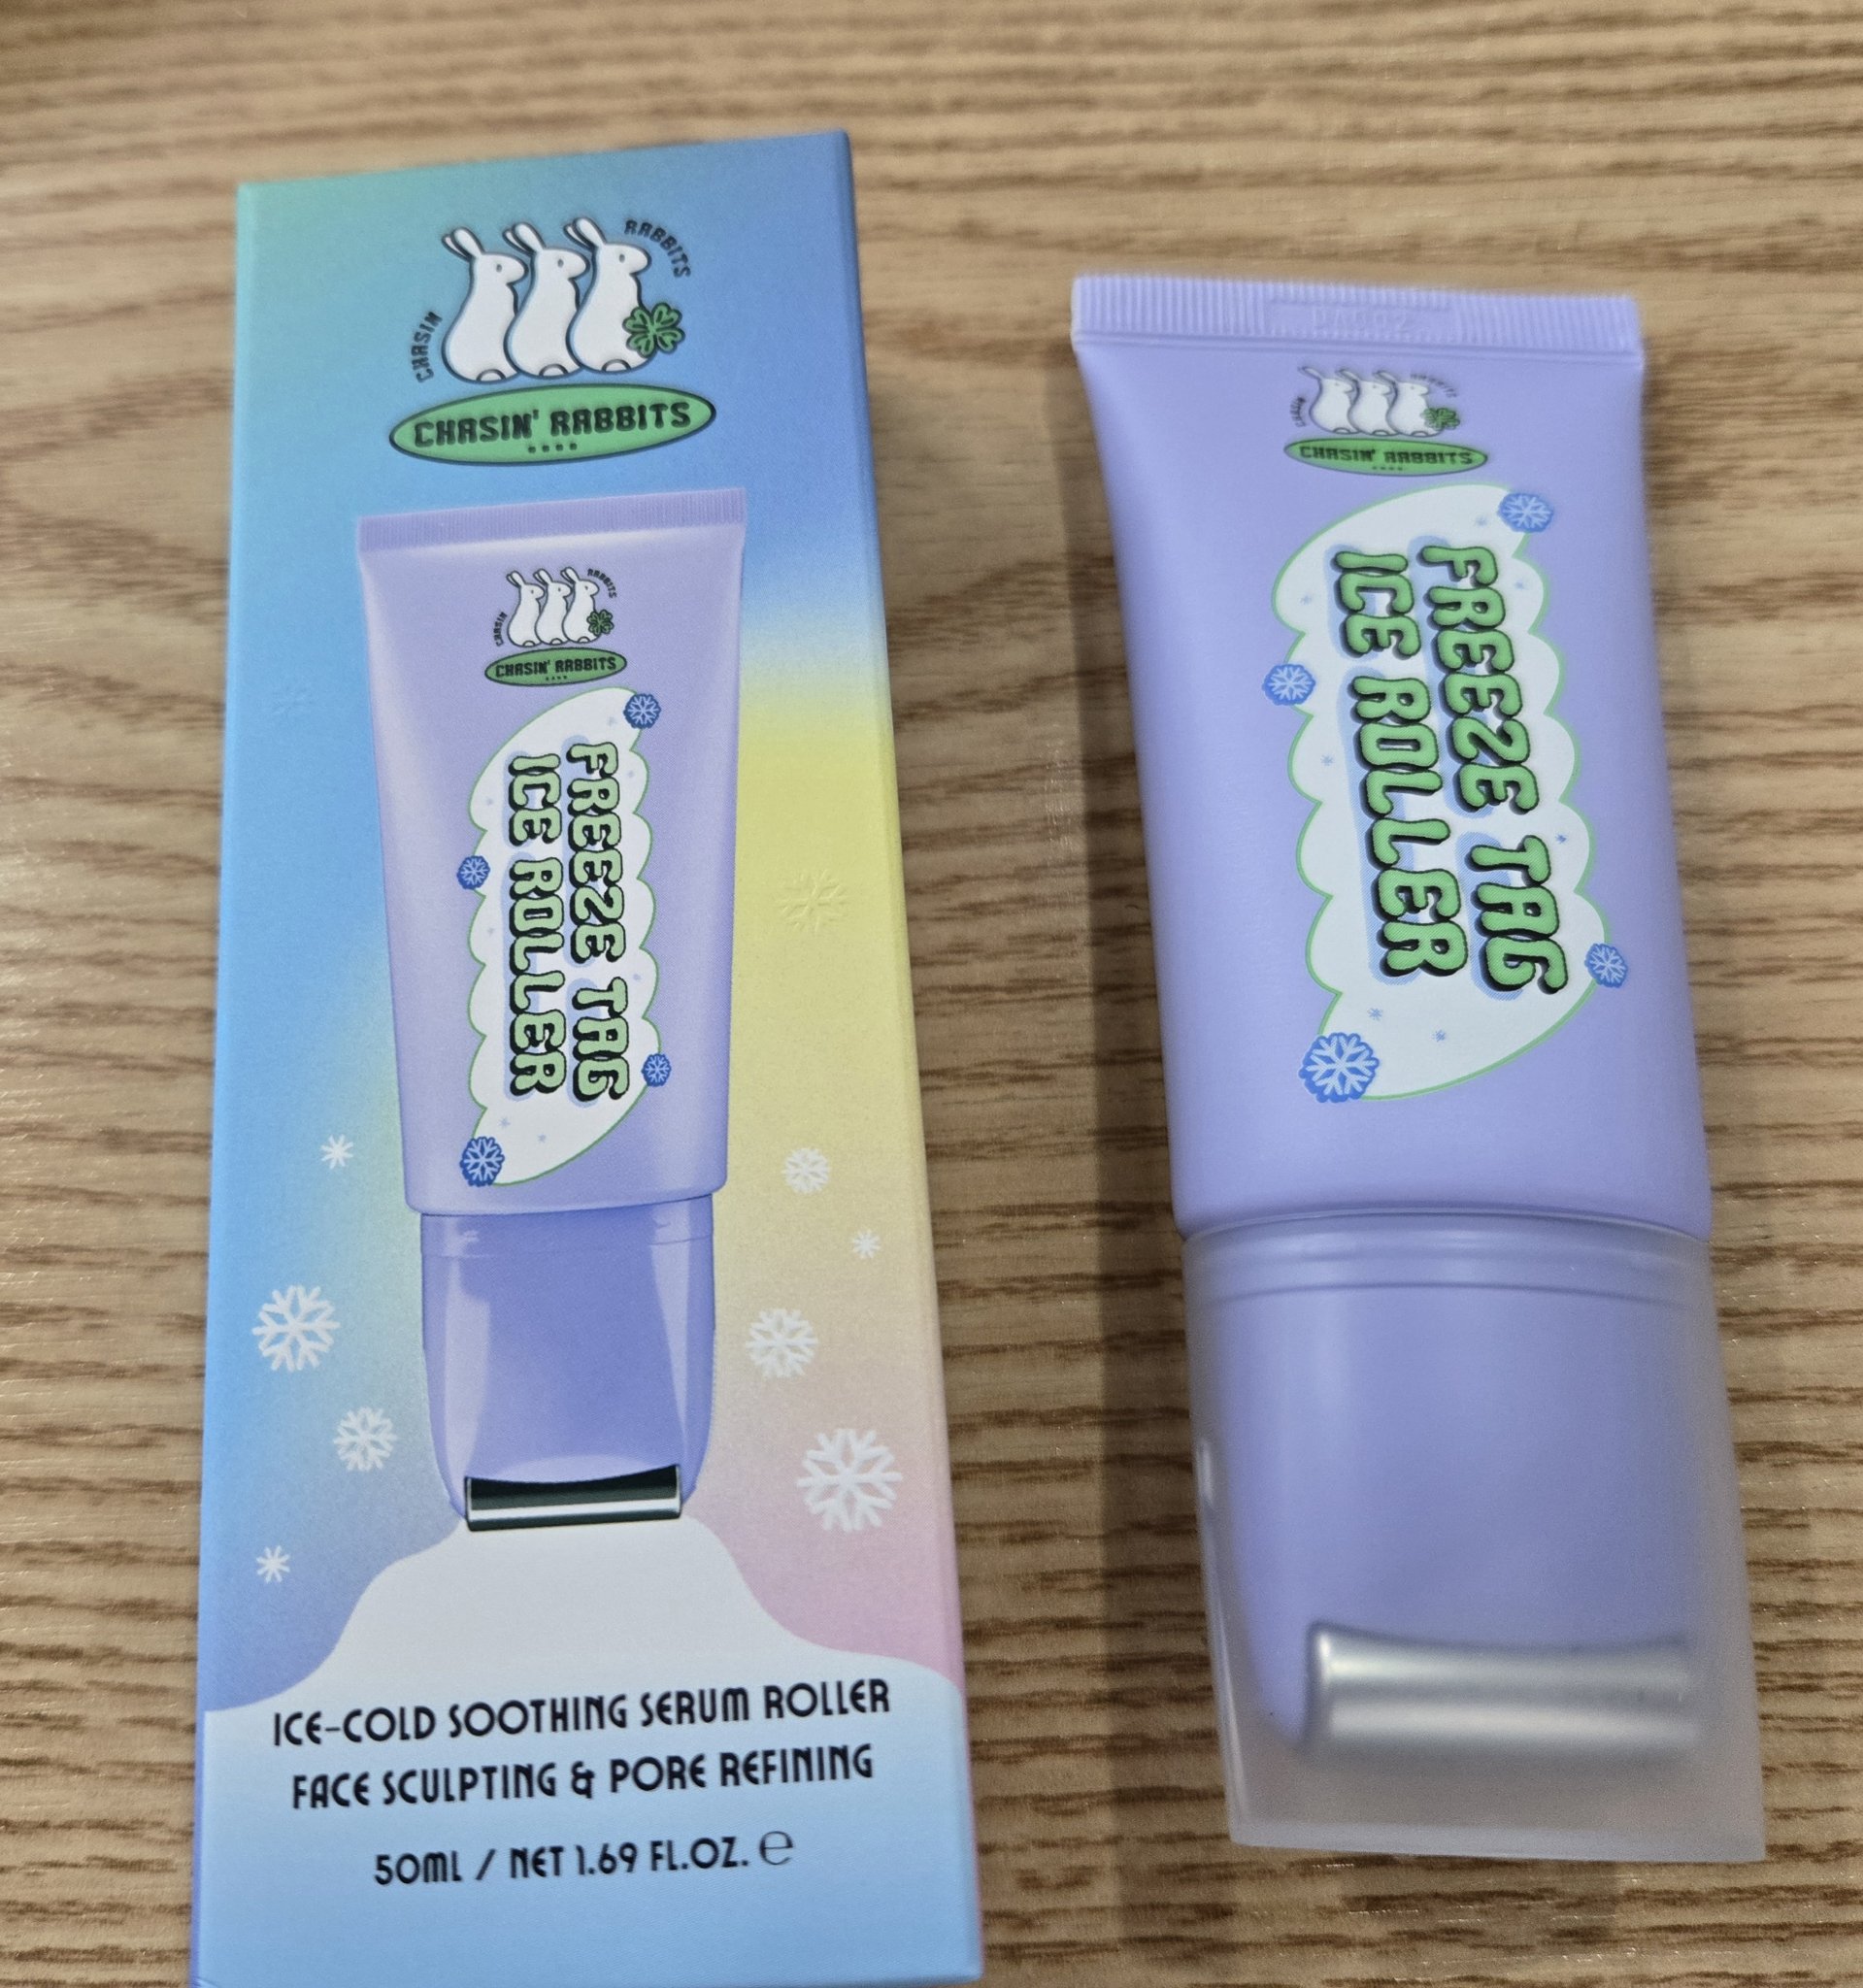 CHASIN RABBITS
CHASIN' RABBITS
CHASIN RABBITS
CHASIN' RABBITS
FREEZE TAG
ICE ROLLER
ICE-COLD SOOTHING SERUM ROLLER
FACE SCULPTING & PORE REFINING
50ML / NET 1.69 FL.OZ. ℮
CHASIN RABBITS
CHASIN' RABBITS
FREEZE TAG
ICE ROLLER